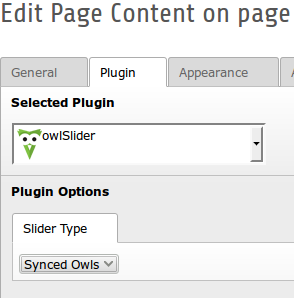 Edit Page Content on page
General Plugin Appearance
Selected Plugin
owlSlider
Plugin Options
Slider Type
Synced Owls